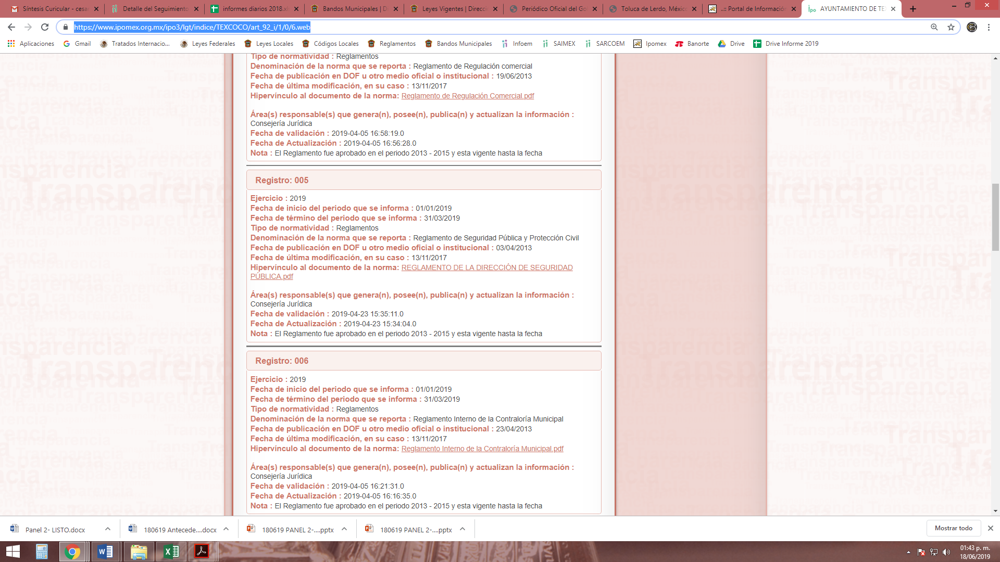 Síntesis Curicular - cesar
Detalle del Seguimiento
informes diarios 2018.xl
Bandos Municipales | Di
Leyes Vigentes | Direcci
Periódico Oficial del Go
Toluca de Lerdo, México
..:: Portal de Información
AYUNTAMIENTO DE TE
https://www.ipomex.org.mx/ipo3/lgt/indice/TEXCOCO/art_92_i/1/0/6.web
Aplicaciones
Gmail
Tratados Internacio...
Leyes Federales
Leyes Locales
Códigos Locales
Reglamentos
Bandos Municipales
Infoem
SAIMEX
SARCOEM
Ipomex
Banorte
Drive
Drive Informe 2019
Tipo de normatividad : Reglamentos
Denominación de la norma que se reporta : Reglamento de Regulación comercial
Fecha de publicación en DOF u otro medio oficial o institucional : 19/06/2013
Fecha de última modificación, en su caso : 13/11/2017
Hipervínculo al documento de la norma: Reglamento de Regulación Comercial.pdf
Área(s) responsable(s) que genera(n), posee(n), publica(n) y actualizan la información :
Consejería Jurídica
Fecha de validación : 2019-04-05 16:58:19.0
Fecha de Actualización : 2019-04-05 16:56:28.0
Nota : El Reglamento fue aprobado en el periodo 2013 - 2015 y esta vigente hasta la fecha
Registro: 005
Ejercicio : 2019
Fecha de inicio del periodo que se informa : 01/01/2019
Fecha de término del periodo que se informa : 31/03/2019
Tipo de normatividad : Reglamentos
Denominación de la norma que se reporta : Reglamento de Seguridad Pública y Protección Civil
Fecha de publicación en DOF u otro medio oficial o institucional : 03/04/2013
Fecha de última modificación, en su caso : 13/11/2017
Hipervínculo al documento de la norma: REGLAMENTO DE LA DIRECCIÓN DE SEGURIDAD
PÚBLICA.pdf
Área(s) responsable(s) que genera(n), posee(n), publica(n) y actualizan la información :
Consejería Jurídica
Fecha de validación : 2019-04-23 15:35:11.0
Fecha de Actualización : 2019-04-23 15:34:04.0
Nota : El Reglamento fue aprobado en el periodo 2013 - 2015 y esta vigente hasta la fecha
Registro: 006
Ejercicio : 2019
Fecha de inicio del periodo que se informa : 01/01/2019
Fecha de término del periodo que se informa : 31/03/2019
Tipo de normatividad : Reglamentos
Denominación de la norma que se reporta : Reglamento Interno de la Contraloría Municipal
Fecha de publicación en DOF u otro medio oficial o institucional : 23/04/2013
Fecha de última modificación, en su caso : 13/11/2017
Hipervínculo al documento de la norma: Reglamento Interno de la Contraloría Municipal.pdf
Área(s) responsable(s) que genera(n), posee(n), publica(n) y actualizan la información :
Consejería Jurídica
Fecha de validación : 2019-04-05 16:21:31.0
Fecha de Actualización : 2019-04-05 16:16:35.0
Nota : El Reglamento fue aprobado en el periodo 2013 - 2015 y esta vigente hasta la fecha
Transparencia
Panel 2- LISTO.docx
180619 Antecede....docx
180619 PANEL 2-....pptx
180619 PANEL 2-....pptx
Mostrar todo
01:43 p. m.
18/06/2019